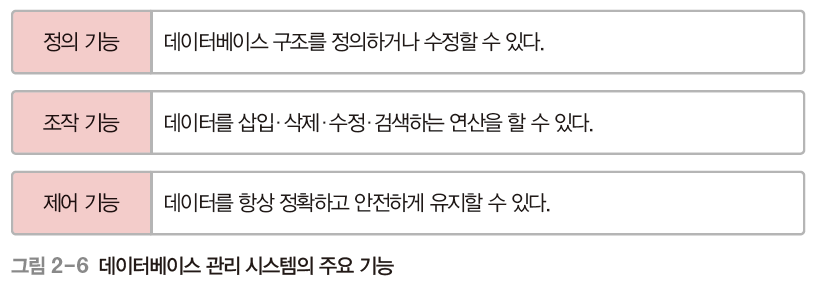 정의 기능 데이터베이스 구조를 정의하거나 수정할 수 있다.
조작 기능 데이터를 삽입·삭제·수정·검색하는 연산을 할 수 있다.
제어 기능 데이터를 항상 정확하고 안전하게 유지할 수 있다.
그림 2-6 데이터베이스 관리 시스템의 주요 기능